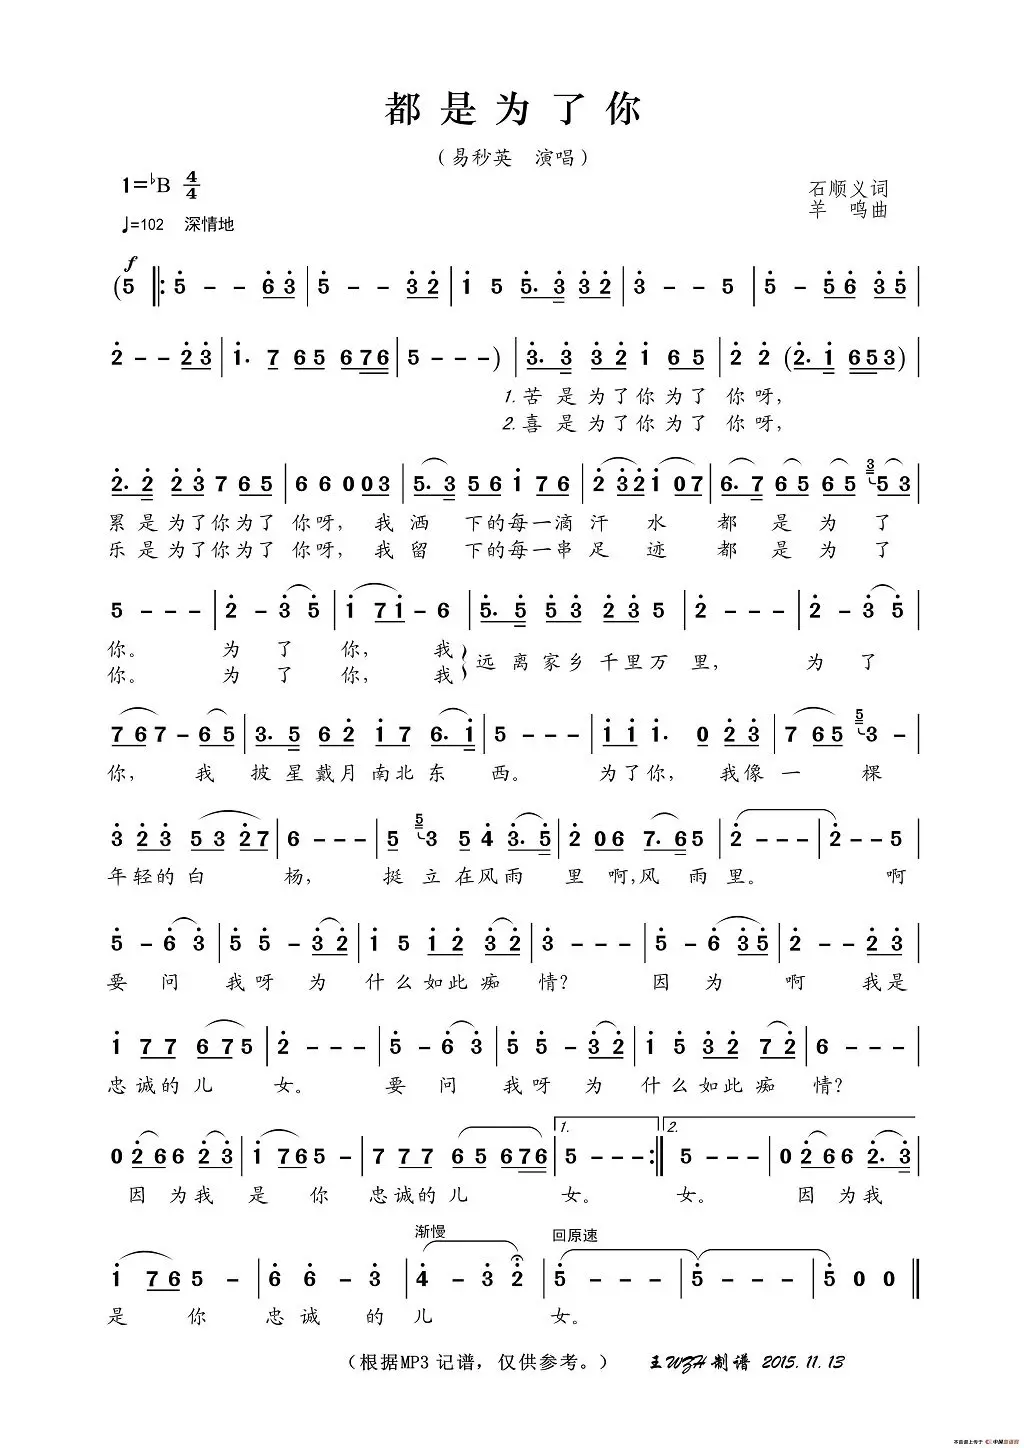 都是为了你
（易秒英 演唱）
1=♭B 4/4
石顺义词
羊 鸣曲
♩=102 深情地
f
(5 ‖: 5 - - 6 3 | 5 - - 3 2 | 1 5 5. 3 3 2 | 3 - - 5 | 5 - 5 6 3 5 |
2 - - 2 3 | 1. 7 6 5 6 7 6 | 5 - - - ) | 3. 3 3 2 1 6 5 | 2 2 (2. 1 6 5 3) |
1. 苦是为了你为了 你呀，
2. 喜是为了你为了 你呀，
2. 2 2 3 7 6 5 | 6 6 0 0 3 | 5. 3 5 6 1 7 6 | 2 3 2 1 0 7 | 6. 7 6 5 6 5 3 5 3 |
累是为了你为了 你呀，我 洒 下的每一滴 汗 水 都 是 为 了
乐是为了你为了 你呀，我 留 下的每一串 足 迹 都 是 为 了
5 - - - | 2 - 3 5 | 1 7 1 - 6 | 5. 5 5 3 2 3 5 | 2 - - - | 2 - 3 5 |
你。 为 了 你， 我
你。 为 了 你， 我
远 离 家 乡 千里万 里， 为 了
7 6 7 - 6 5 | 3. 5 6 2 1 7 6. 1 | 5 - - - | 1 1 1. 0 2 3 | 7 6 5 5 3 - |
你， 我 披 星 戴月 南北 东 西。 为了你， 我像 一 棵
3 2 3 5 3 2 7 | 6 - - - | 5 5 3 5 4 3. 5 | 2 0 6 7. 6 5 | 2 - - - | 2 - - 5 |
年轻的 白 杨， 挺 立 在风雨 里 啊，风 雨 里。 啊
5 - 6 3 | 5 5 - 3 2 | 1 5 1 2 3 2 | 3 - - - | 5 - 6 3 5 | 2 - - 2 3 |
要 问 我 呀 为 什么如此痴 情？ 因 为 啊 我是
1 7 7 6 7 5 | 2 - - - | 5 - 6 3 | 5 5 - 3 2 | 1 5 3 2 7 2 | 6 - - - |
忠诚的 儿 女。 要 问 我 呀 为 什么如此痴 情？
1. 2.
0 2 6 6 2 3 | 1 7 6 5 - | 7 7 7 6 5 6 7 6 | 5 - - - :‖ 5 - - - | 0 2 6 6 2. 3 |
因 为我 是 你 忠诚的 儿 女。 女。 因 为我
渐慢 回原速
1 7 6 5 - | 6 6 - 3 | 4 - 3 2 | 5 - - - | 5 - - - | 5 0 0 ‖
是 你 忠 诚 的 儿 女。
（根据MP3 记谱，仅供参考。） 王WZH 制谱 2015.11.13